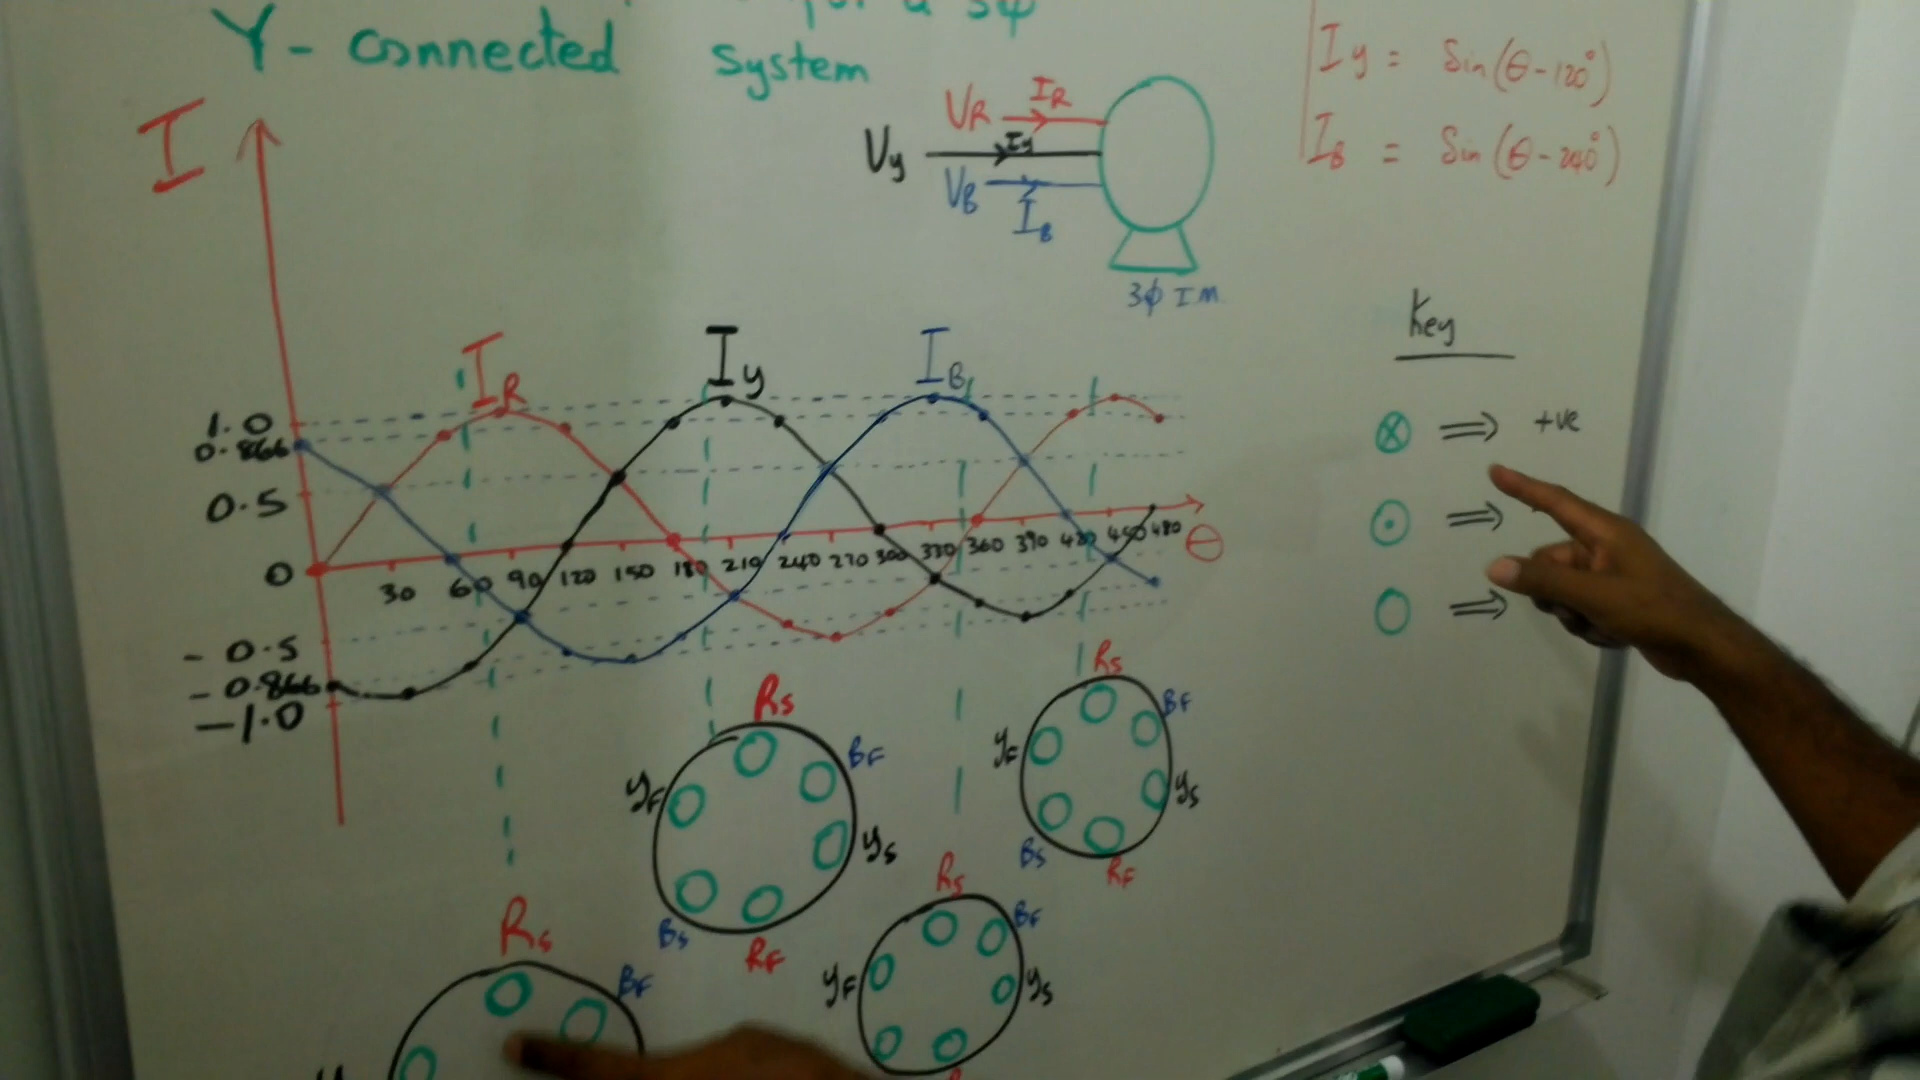 for a 3φ
Y - connected system
Iy = Sin(θ-120°)
IB = Sin(θ-240°)
I
VR IR
Vy Iy
VB IB
3φ IM
Key
⊗ ⇒ +ve
⊙ ⇒
○ ⇒
IR Iy IB
1.0
0.866
0.5
0
30 60 90 120 150 180 210 240 270 300 330 360 390 420 450 480 θ
- 0.5
- 0.866
-1.0
Rs
BF
yF
ys
Bs
RF
Rs
BF
yF
ys
Bs
RF
Rs
BF
yF
ys
Rs
BF